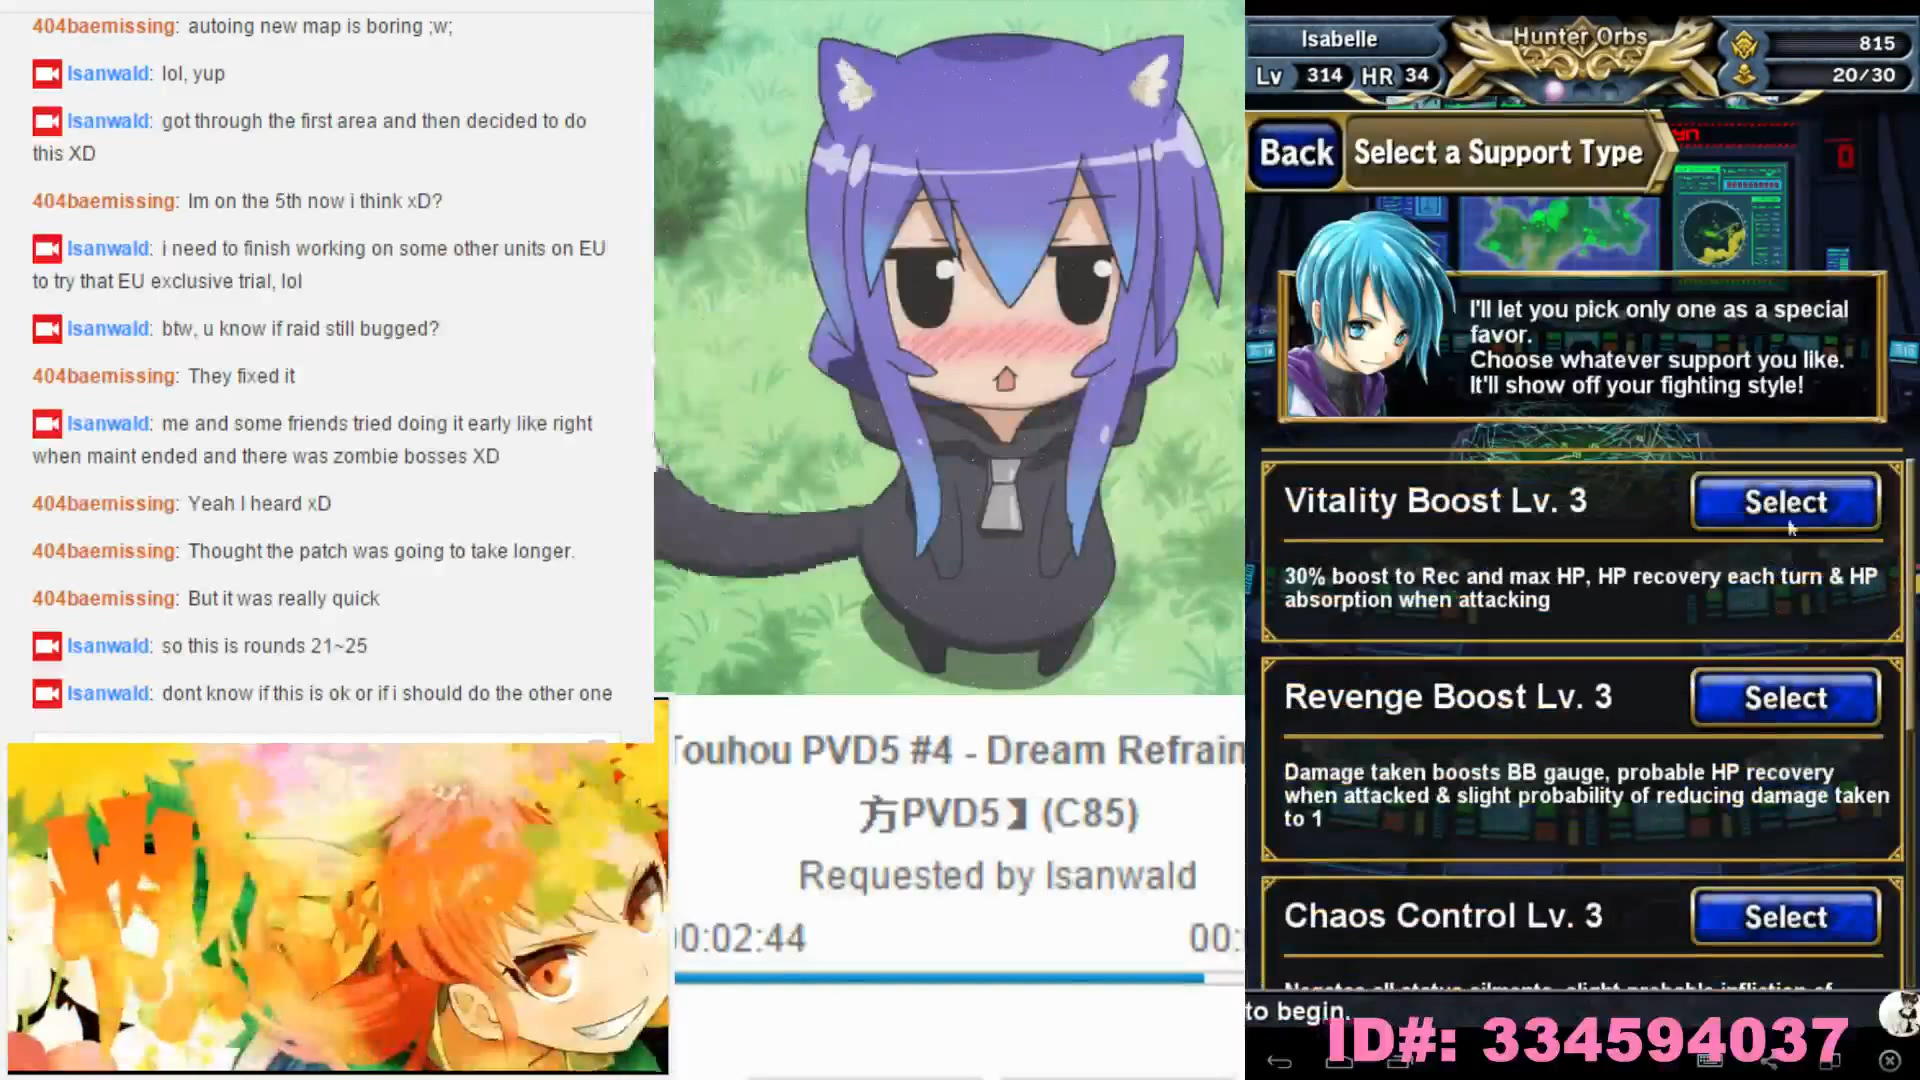 404baemissing: autoing new map is boring ;w;
Isanwald: lol, yup
Isanwald: got through the first area and then decided to do
this XD
404baemissing: Im on the 5th now i think xD?
Isanwald: i need to finish working on some other units on EU
to try that EU exclusive trial, lol
Isanwald: btw, u know if raid still bugged?
404baemissing: They fixed it
Isanwald: me and some friends tried doing it early like right
when maint ended and there was zombie bosses XD
404baemissing: Yeah I heard xD
404baemissing: Thought the patch was going to take longer.
404baemissing: But it was really quick
Isanwald: so this is rounds 21~25
Isanwald: dont know if this is ok or if i should do the other one
Touhou PVD5 #4 - Dream Refrain
方PVD5】(C85)
Requested by Isanwald
00:02:44
00:
Isabelle
Lv 314 HR 34
Hunter Orbs
815
20/30
Back
Select a Support Type
0
I'll let you pick only one as a special
favor.
Choose whatever support you like.
It'll show off your fighting style!
Vitality Boost Lv. 3
Select
30% boost to Rec and max HP, HP recovery each turn & HP
absorption when attacking
Revenge Boost Lv. 3
Select
Damage taken boosts BB gauge, probable HP recovery
when attacked & slight probability of reducing damage taken
to 1
Chaos Control Lv. 3
Select
Negates all status ailments, slight probable infliction of
to begin.
ID#: 334594037